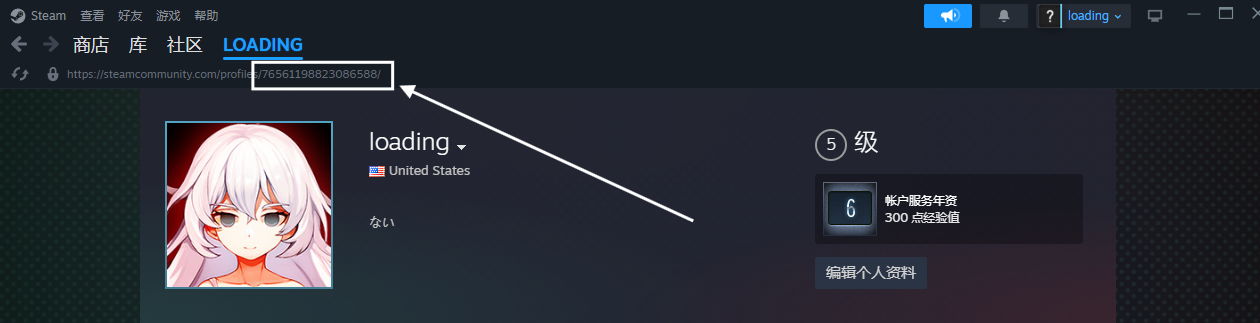 Steam 查看 好友 游戏 帮助
? loading
商店 库 社区 LOADING
https://steamcommunity.com/profiles/76561198823086588/
loading
United States
ない
5 级
6
帐户服务年资
300 点经验值
编辑个人资料